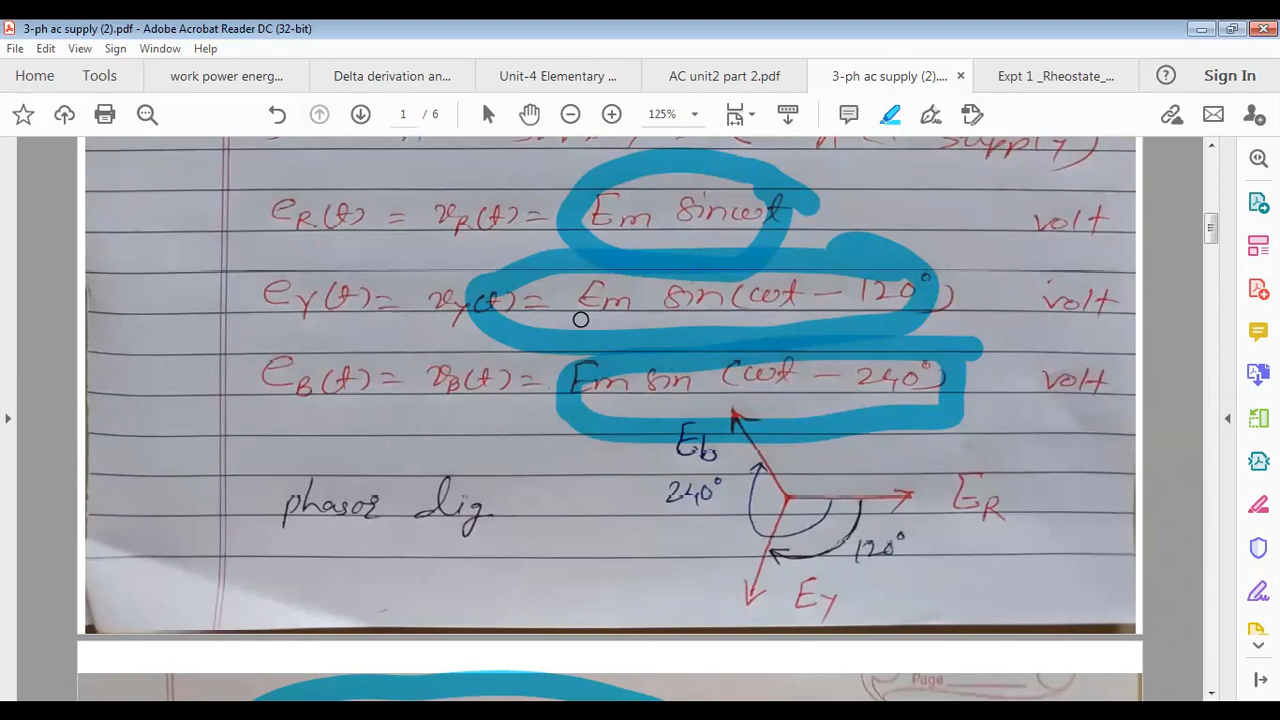 3-ph ac supply (2).pdf - Adobe Acrobat Reader DC (32-bit)
File Edit View Sign Window Help
Home Tools work power energ... Delta derivation an... Unit-4 Elementary ... AC unit2 part 2.pdf 3-ph ac supply (2).... × Expt 1 _Rheostate_... Sign In
1 / 6 125%
supply)
eR(t) = vR(t) = Em sinωt volt
eY(t) = vY(t) = Em sin(ωt - 120°) volt
eB(t) = vB(t) = Em sin (ωt - 240°) volt
Eb
240°
ER
phasor dig.
120°
EY
Page